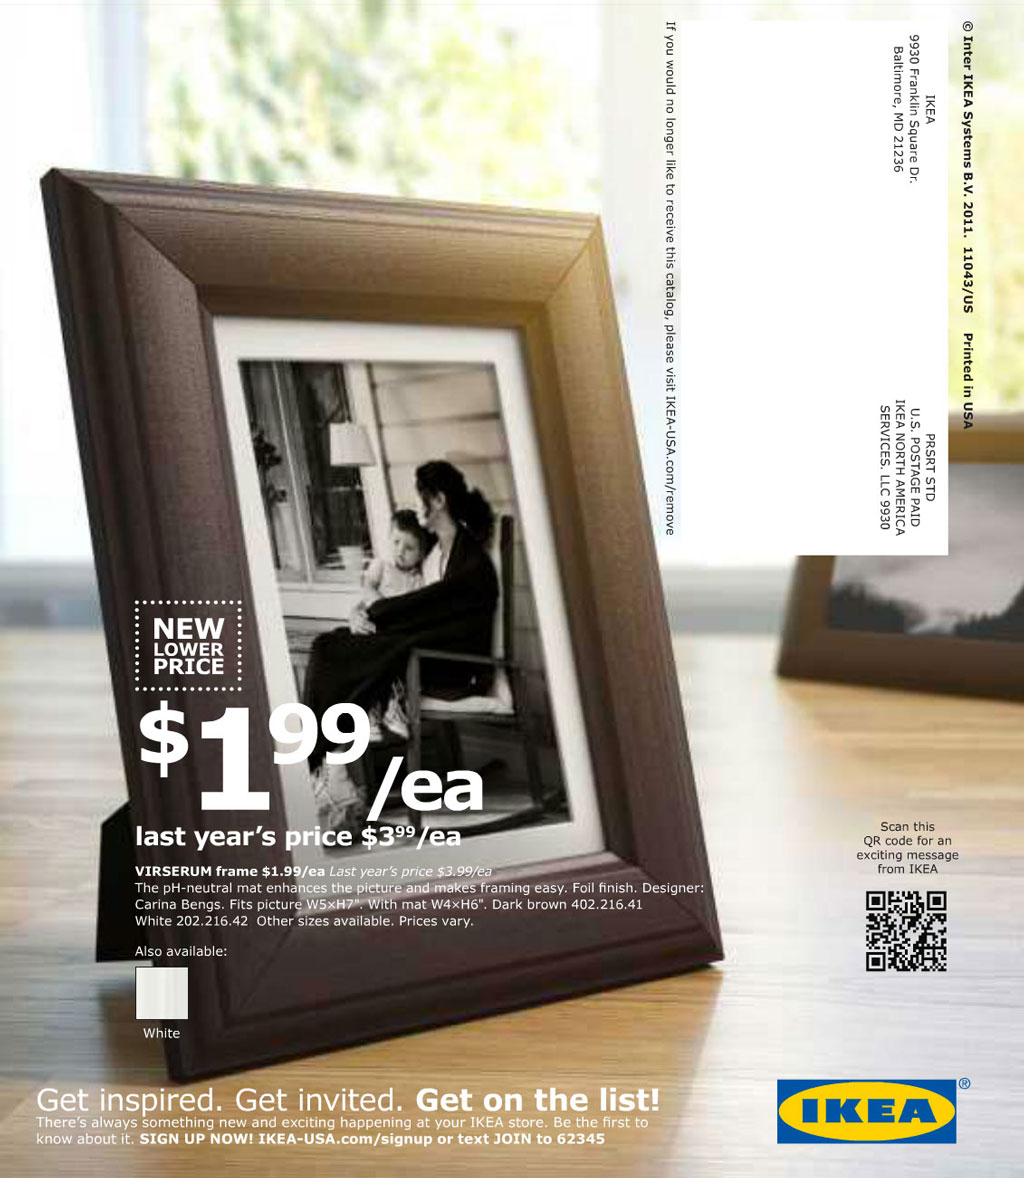 If you would no longer like to receive this catalog, please visit IKEA-USA.com/remove
IKEA
9930 Franklin Square Dr.
Baltimore, MD 21236
PRSRT STD
U.S. POSTAGE PAID
IKEA NORTH AMERICA
SERVICES. LLC 9930
© Inter IKEA Systems B.V. 2011. 11043/US Printed in USA
NEW
LOWER
PRICE
$199/ea
last year’s price $3⁹⁹/ea
VIRSERUM frame $1.99/ea Last year’s price $3.99/ea
The pH-neutral mat enhances the picture and makes framing easy. Foil finish. Designer:
Carina Bengs. Fits picture W5×H7". With mat W4×H6". Dark brown 402.216.41
White 202.216.42 Other sizes available. Prices vary.
Also available:
White
Scan this
QR code for an
exciting message
from IKEA
Get inspired. Get invited. Get on the list!
There’s always something new and exciting happening at your IKEA store. Be the first to
know about it. SIGN UP NOW! IKEA-USA.com/signup or text JOIN to 62345
IKEA®